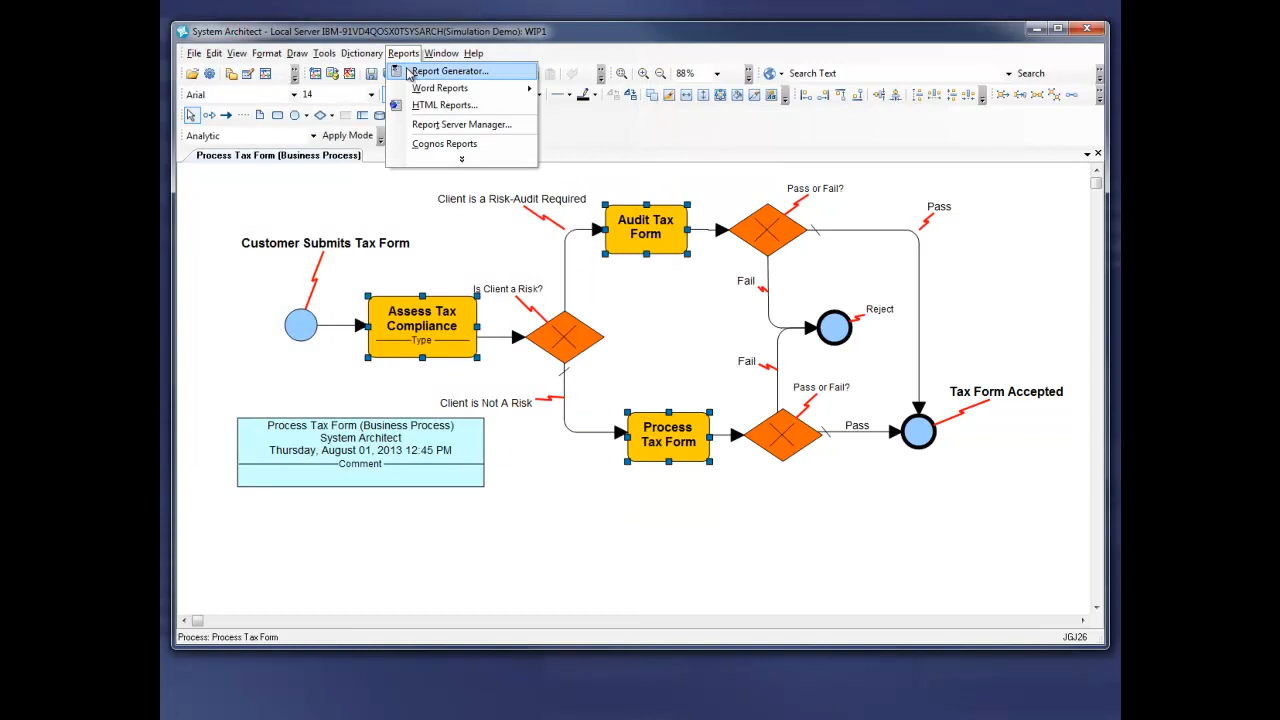 System Architect - Local Server IBM-91VD4QOSX0TSYSARCH(Simulation Demo): WIP1
File Edit View Format Draw Tools Dictionary Reports Window Help
88% Search Text Search
Arial 14
Analytic Apply Mode
Report Generator...
Word Reports
HTML Reports...
Report Server Manager...
Cognos Reports
Process Tax Form (Business Process)
Client is a Risk-Audit Required
Audit Tax
Form
Pass or Fail?
Pass
Customer Submits Tax Form
Fail
Is Client a Risk?
Assess Tax
Compliance
Type
Reject
Fail
Client is Not A Risk
Pass or Fail?
Tax Form Accepted
Process
Tax Form
Pass
Process Tax Form (Business Process)
System Architect
Thursday, August 01, 2013 12:45 PM
Comment
Process: Process Tax Form
JGJ26